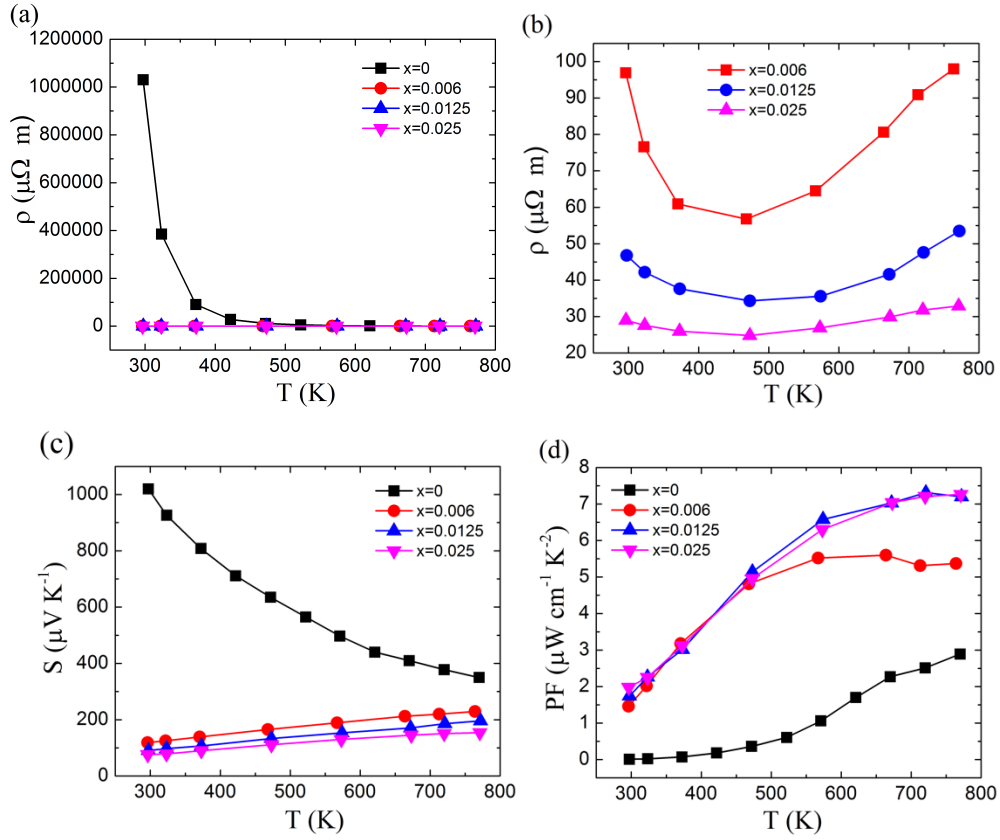 (a)
1200000
1000000
800000
600000
400000
200000
0
ρ (μΩ m)
x=0
x=0.006
x=0.0125
x=0.025
300 400 500 600 700 800
T (K)
(b)
100
80
60
50
40
30
20
ρ (μΩ m)
x=0.006
x=0.0125
x=0.025
300 400 500 600 700 800
T (K)
(c)
1000
800
600
400
200
0
S (μV K⁻¹)
x=0
x=0.006
x=0.0125
x=0.025
300 400 500 600 700 800
T (K)
(d)
8
7
6
5
4
3
2
1
0
PF (μW cm⁻¹ K⁻²)
x=0
x=0.006
x=0.0125
x=0.025
300 400 500 600 700 800
T (K)